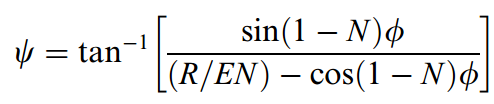 ψ = tan⁻¹ [ sin(1 − N)ϕ / (R/EN) − cos(1 − N)ϕ ]